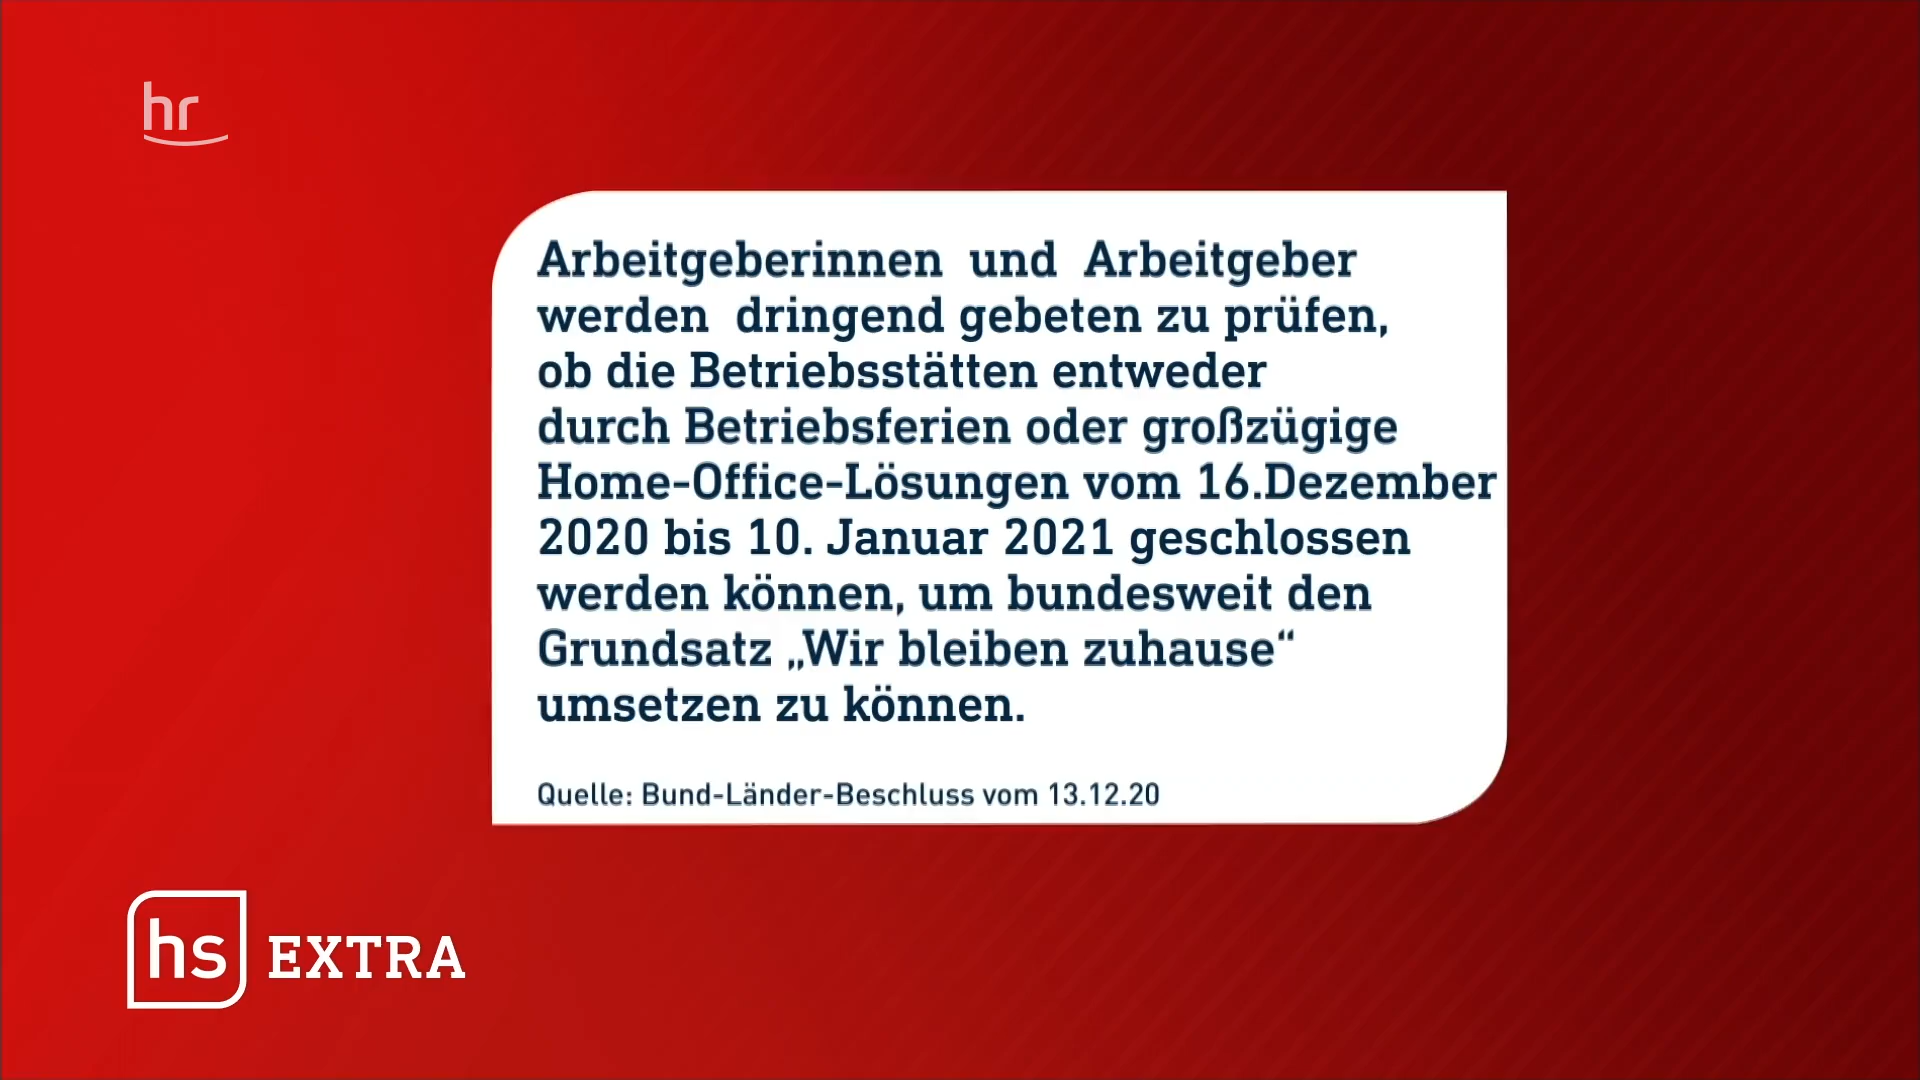 hr
Arbeitgeberinnen und Arbeitgeber
werden dringend gebeten zu prüfen,
ob die Betriebsstätten entweder
durch Betriebsferien oder großzügige
Home-Office-Lösungen vom 16.Dezember
2020 bis 10. Januar 2021 geschlossen
werden können, um bundesweit den
Grundsatz „Wir bleiben zuhause“
umsetzen zu können.
Quelle: Bund-Länder-Beschluss vom 13.12.20
hs EXTRA